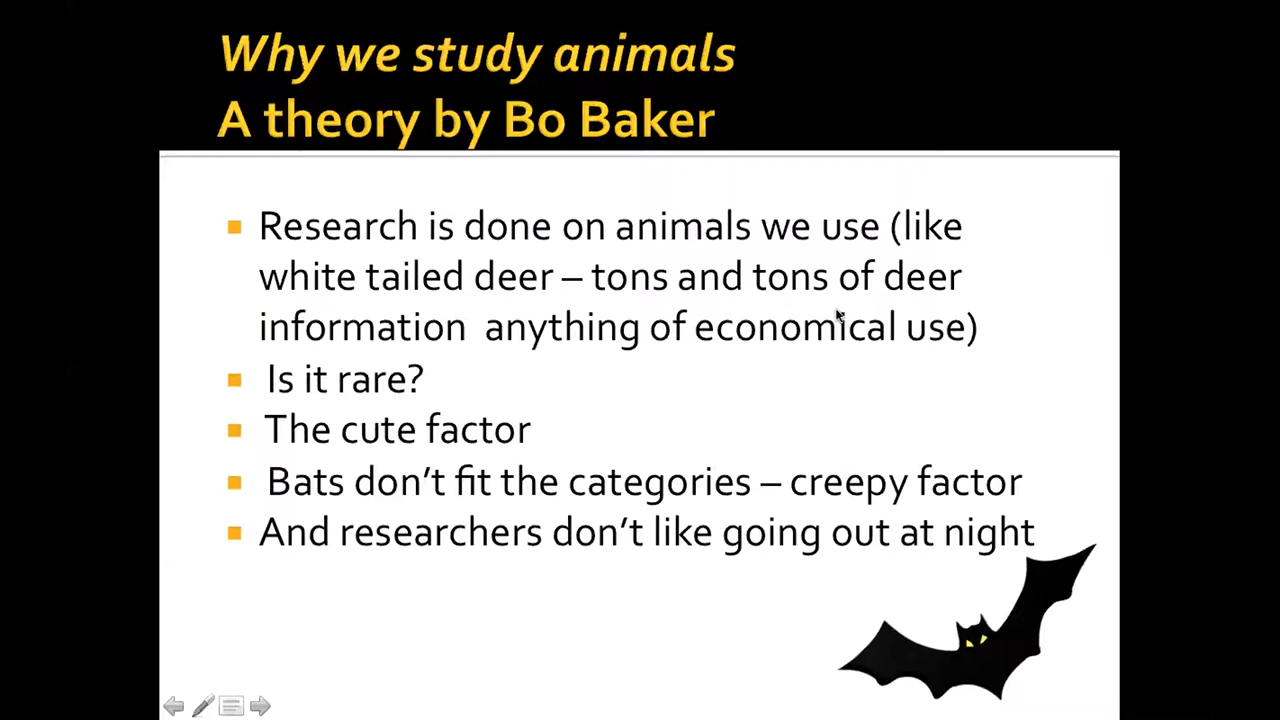 Why we study animals
A theory by Bo Baker
Research is done on animals we use (like
white tailed deer – tons and tons of deer
information  anything of economical use)
Is it rare?
The cute factor
Bats don’t fit the categories – creepy factor
And researchers don’t like going out at night